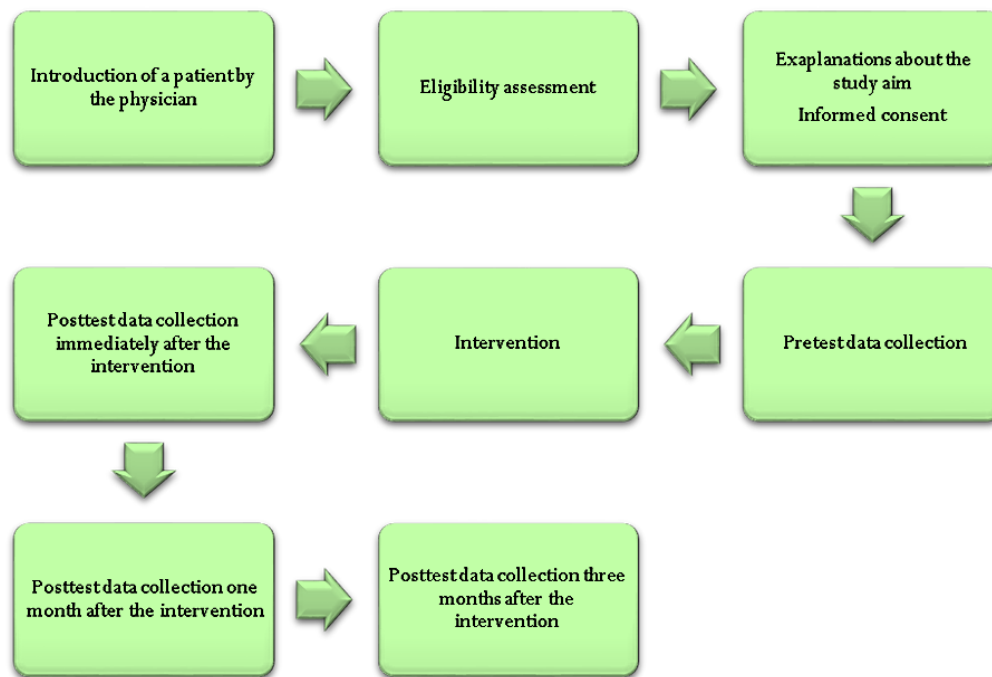 Introduction of a patient by
the physician
Eligibility assessment
Exaplanations about the
study aim
Informed consent
Pretest data collection
Intervention
Posttest data collection
immediately after the
intervention
Posttest data collection one
month after the intervention
Posttest data collection three
months after the
intervention